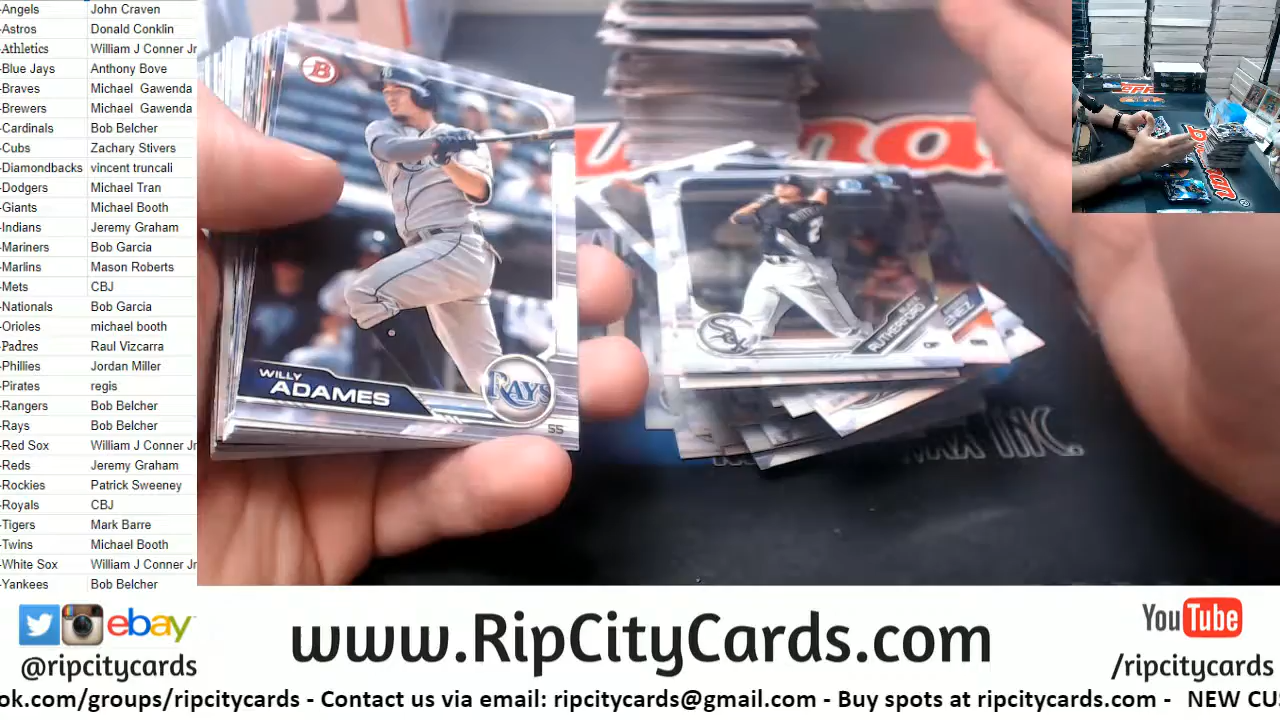 -Angels John Craven
-Astros Donald Conklin
-Athletics William J Conner Jr
-Blue Jays Anthony Bove
-Braves Michael Gawenda
-Brewers Michael Gawenda
-Cardinals Bob Belcher
-Cubs Zachary Stivers
-Diamondbacks vincent truncali
-Dodgers Michael Tran
-Giants Michael Booth
-Indians Jeremy Graham
-Mariners Bob Garcia
-Marlins Mason Roberts
-Mets CBJ
-Nationals Bob Garcia
-Orioles michael booth
-Padres Raul Vizcarra
-Phillies Jordan Miller
-Pirates regis
-Rangers Bob Belcher
-Rays Bob Belcher
-Red Sox William J Conner Jr
-Reds Jeremy Graham
-Rockies Patrick Sweeney
-Royals CBJ
-Tigers Mark Barre
-Twins Michael Booth
-White Sox William J Conner Jr
-Yankees Bob Belcher
B
WILLY
ADAMES
RAYS
55
RUTHERFORD
INC.
ebay
@ripcitycards
www.RipCityCards.com
YouTube
/ripcitycards
ok.com/groups/ripcitycards - Contact us via email: ripcitycards@gmail.com - Buy spots at ripcitycards.com - NEW CUS